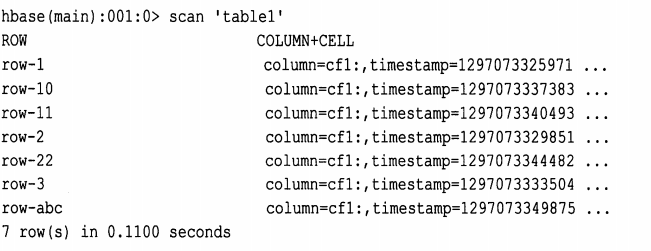 hbase(main):001:0> scan 'table1'
ROW COLUMN+CELL
row-1 column=cf1:,timestamp=1297073325971 ...
row-10 column=cf1:,timestamp=1297073337383 ...
row-11 column=cf1:,timestamp=1297073340493 ...
row-2 column=cf1:,timestamp=1297073329851 ...
row-22 column=cf1:,timestamp=1297073344482 ...
row-3 column=cf1:,timestamp=1297073333504 ...
row-abc column=cf1:,timestamp=1297073349875 ...
7 row(s) in 0.1100 seconds